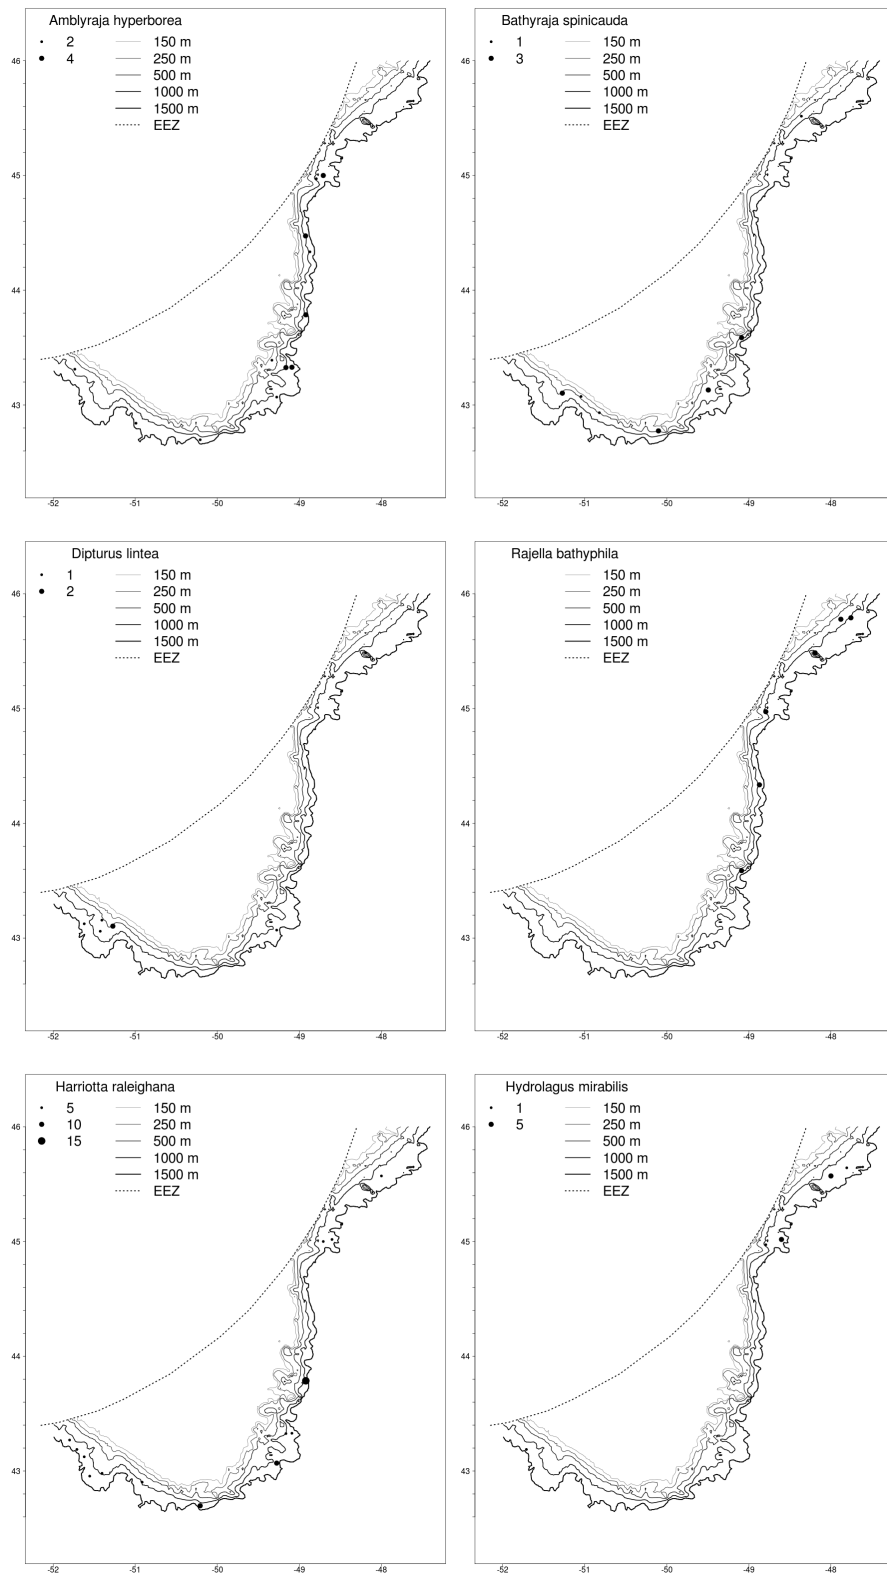 Amblyraja hyperborea
2 150 m
4 250 m
500 m
1000 m
1500 m
EEZ
46
45
44
43
-52 -51 -50 -49 -48
Bathyraja spinicauda
1 150 m
3 250 m
500 m
1000 m
1500 m
EEZ
46
45
44
43
-52 -51 -50 -49 -48
Dipturus lintea
1 150 m
2 250 m
500 m
1000 m
1500 m
EEZ
46
45
44
43
-52 -51 -50 -49 -48
Rajella bathyphila
150 m
250 m
500 m
1000 m
1500 m
EEZ
46
45
44
43
-52 -51 -50 -49 -48
Harriotta raleighana
5 150 m
10 250 m
15 500 m
1000 m
1500 m
EEZ
46
45
44
43
-52 -51 -50 -49 -48
Hydrolagus mirabilis
1 150 m
5 250 m
500 m
1000 m
1500 m
EEZ
46
45
44
43
-52 -51 -50 -49 -48